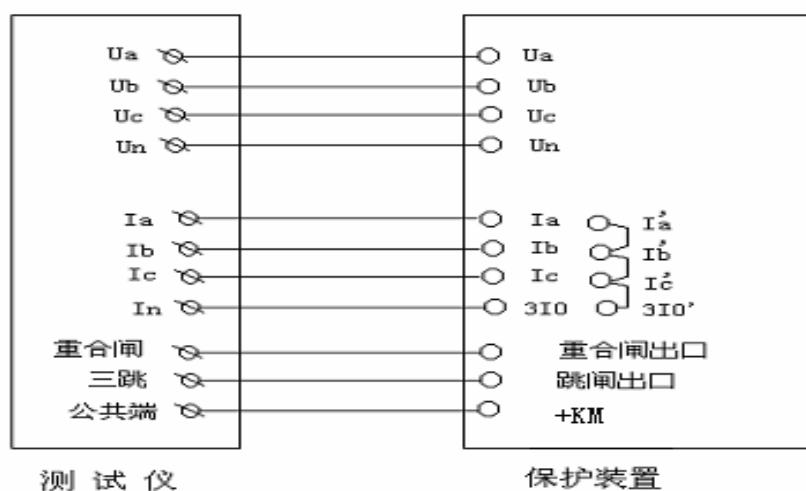 Ua Ua
Ub Ub
Uc Uc
Un Un
Ia Ia Ia'
Ib Ib Ib'
Ic Ic Ic'
In 3I0 3I0'
重合闸 重合闸出口
三跳 跳闸出口
公共端 +KM
测试仪 保护装置